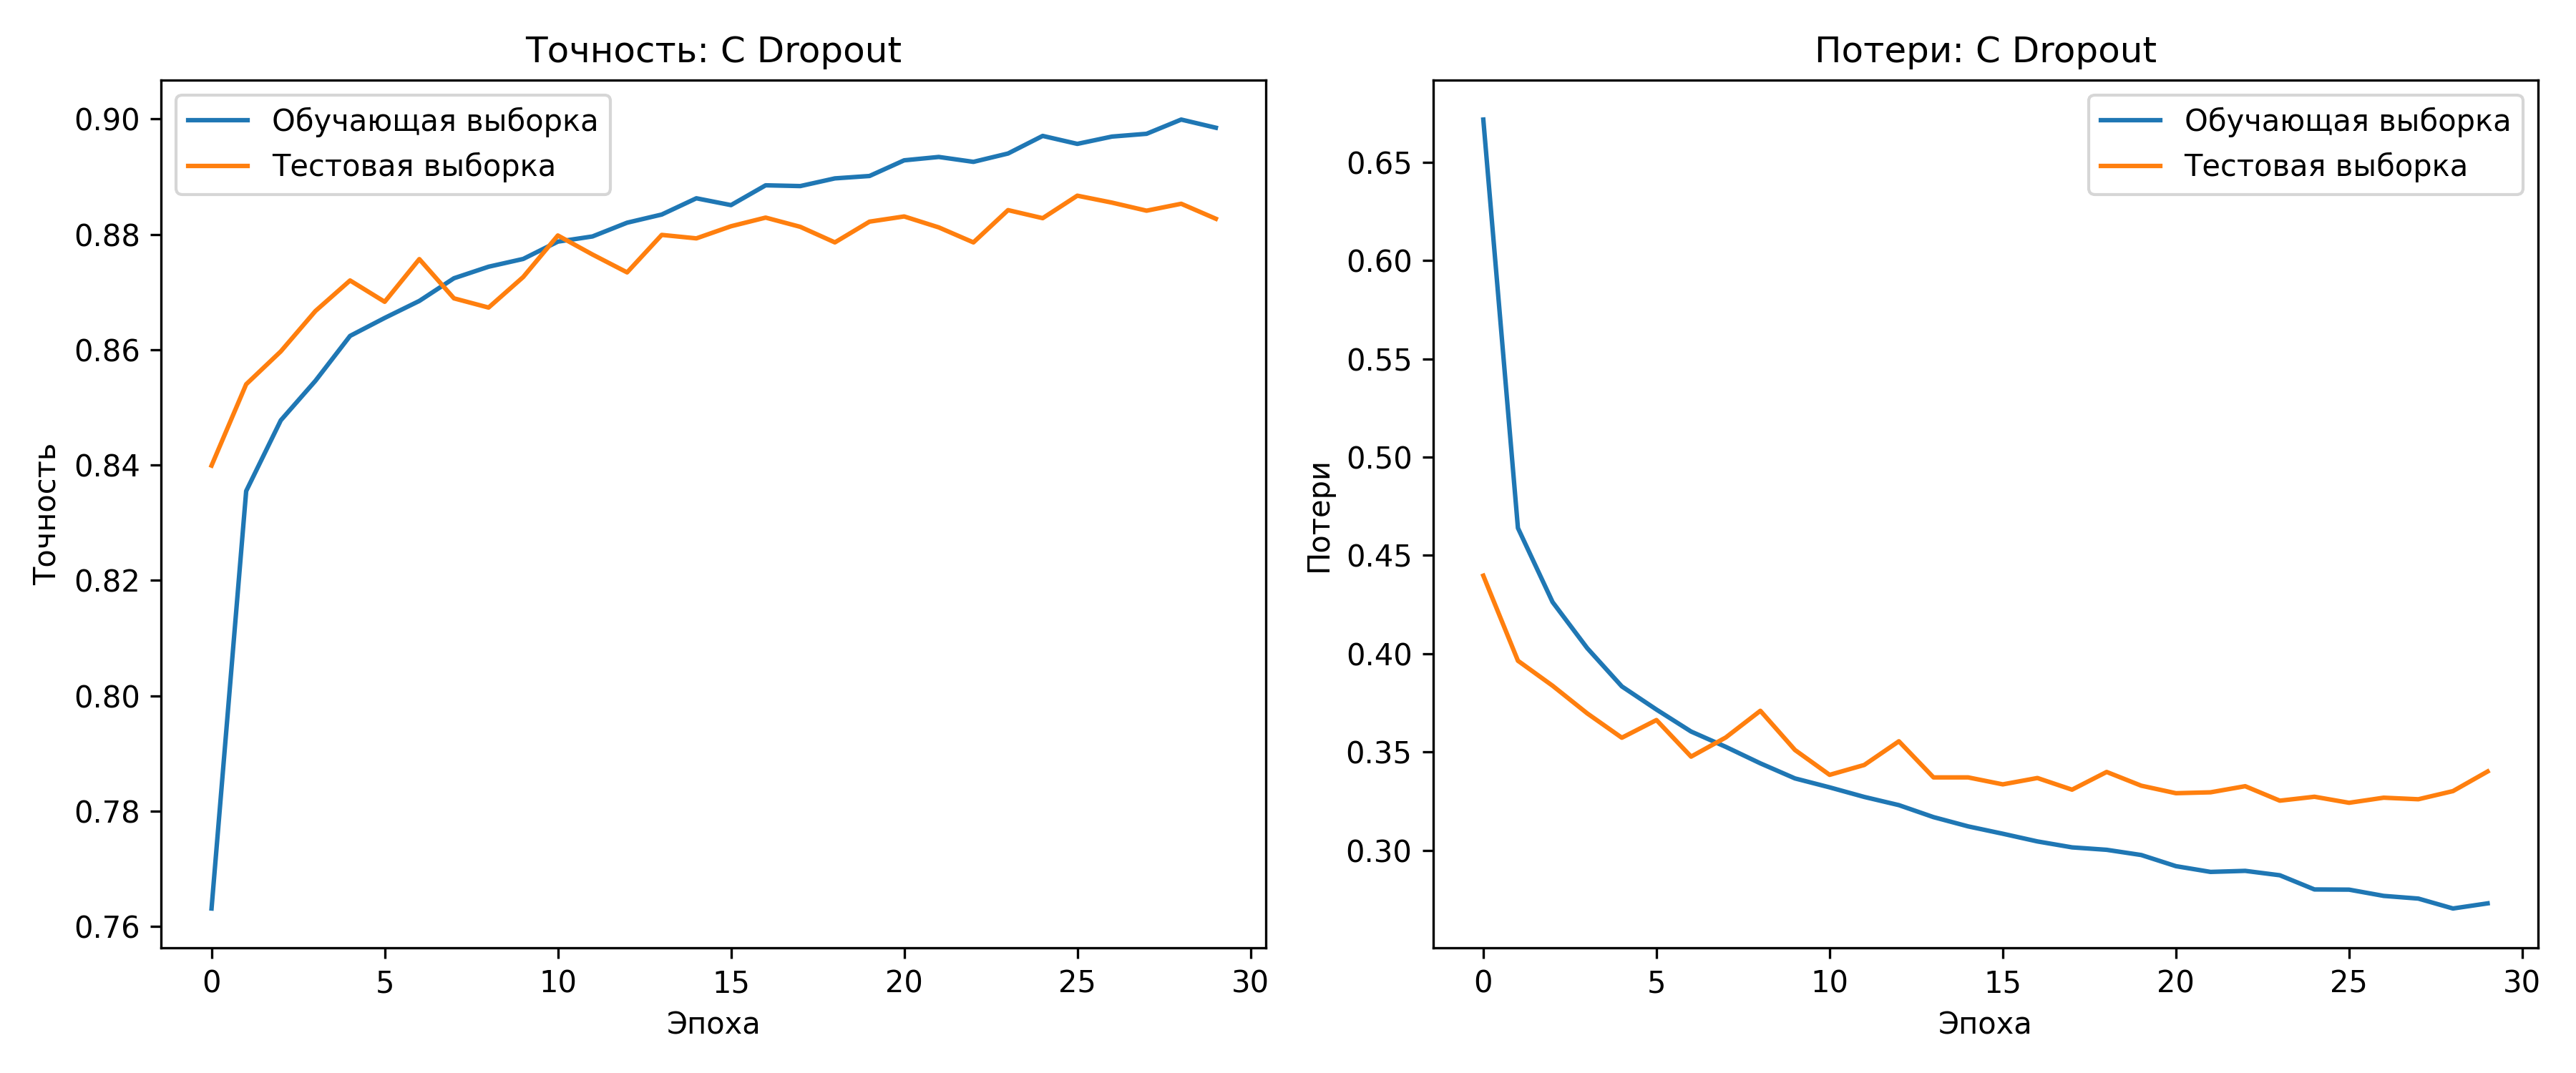 Точность: С Dropout
Обучающая выборка
Тестовая выборка
0.90
0.88
0.86
0.84
0.82
0.80
0.78
0.76
Точность
0 5 10 15 20 25 30
Эпоха
Потери: С Dropout
Обучающая выборка
Тестовая выборка
0.65
0.60
0.55
0.50
0.45
0.40
0.35
0.30
Потери
0 5 10 15 20 25 30
Эпоха